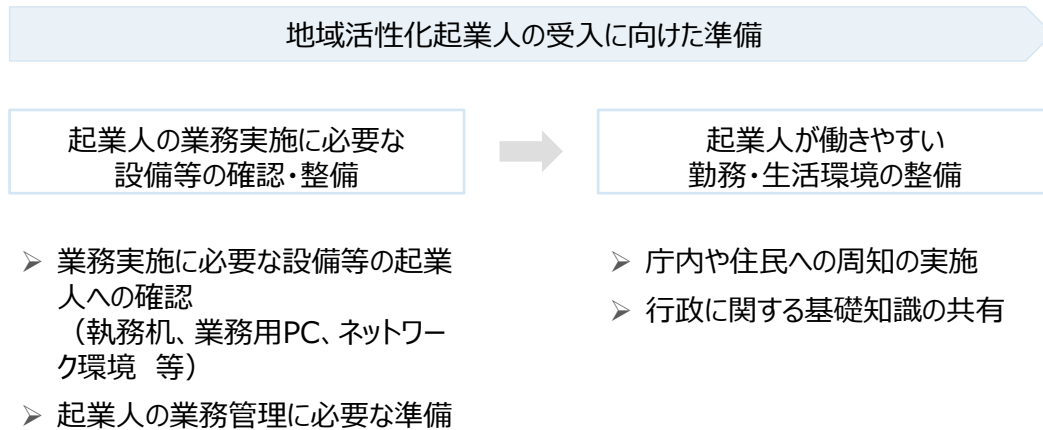 地域活性化起業人の受入に向けた準備
起業人の業務実施に必要な
設備等の確認・整備
➢ 業務実施に必要な設備等の起業
人への確認
（執務机、業務用PC、ネットワー
ク環境　等）
➢ 起業人の業務管理に必要な準備
起業人が働きやすい
勤務・生活環境の整備
➢ 庁内や住民への周知の実施
➢ 行政に関する基礎知識の共有